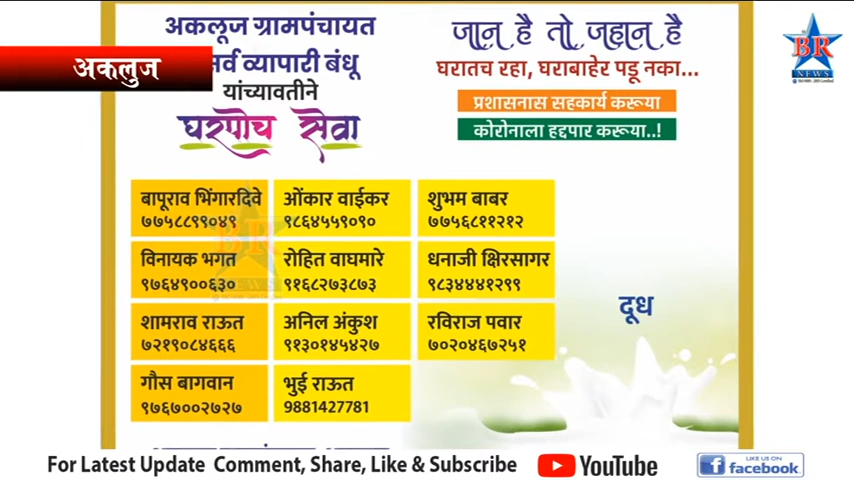 अकलूज ग्रामपंचायत
सर्व व्यापारी बंधू
यांच्यावतीने
घरपोच सेवा
अकलुज
जान है तो जहान है
घरातच रहा, घराबाहेर पडू नका...
प्रशासनास सहकार्य करूया
कोरोनाला हद्दपार करूया..!
BR
NEWS
बापूराव भिंगारदिवे
७७५८८९९०४९
ओंकार वाईकर
९८६४५५९०९०
शुभम बाबर
७७५६८११२१२
विनायक भगत
९७६४९००६३०
रोहित वाघमारे
९१६८२७३८७३
धनाजी क्षिरसागर
९८३४४४१२९९
शामराव राऊत
७२१९०८४६६६
अनिल अंकुश
९१३०१४५४२७
रविराज पवार
७०२०४६७२५१
गौस बागवान
९७६७००२७२७
भुई राऊत
9881427781
दूध
For Latest Update Comment, Share, Like & Subscribe
YouTube
LIKE US ON
facebook